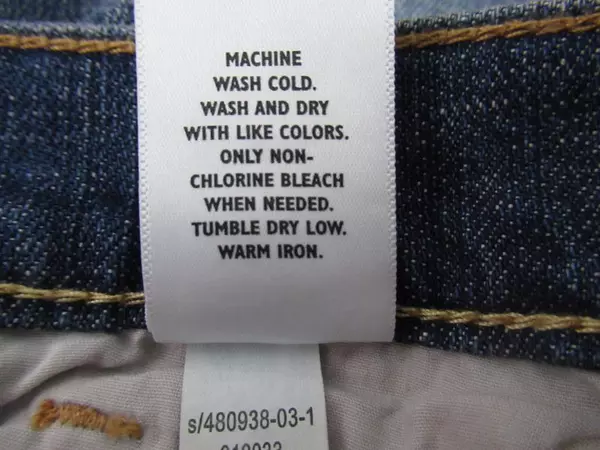 MACHINE
WASH COLD.
WASH AND DRY
WITH LIKE COLORS.
ONLY NON-
CHLORINE BLEACH
WHEN NEEDED.
TUMBLE DRY LOW.
WARM IRON.
s/480938-03-1